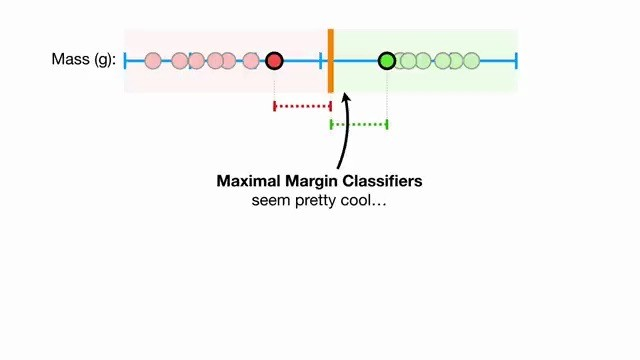 Mass (g):
Maximal Margin Classifiers
seem pretty cool…